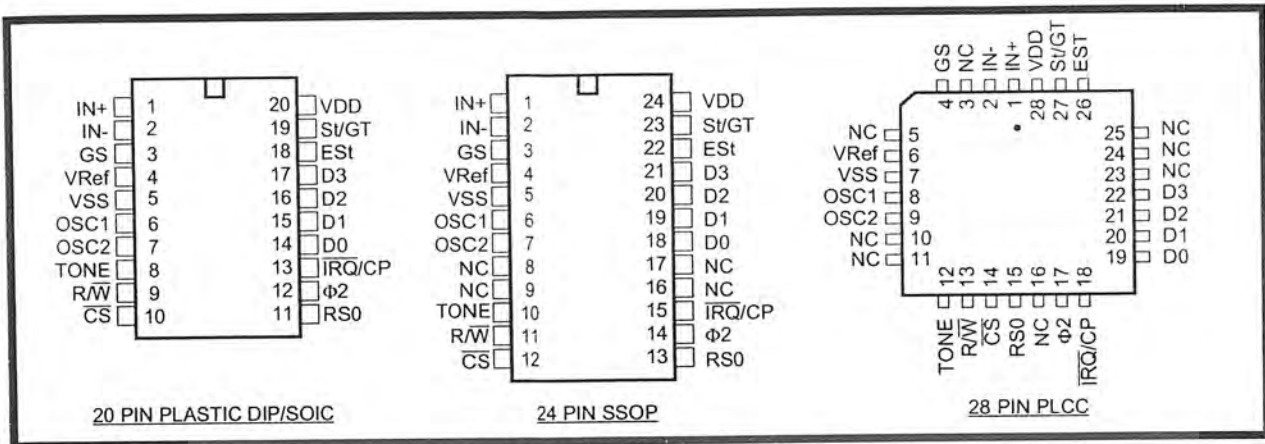 IN+ 1 20 VDD
IN- 2 19 St/GT
GS 3 18 ESt
VRef 4 17 D3
VSS 5 16 D2
OSC1 6 15 D1
OSC2 7 14 D0
TONE 8 13 I̅R̅Q̅/CP
R/W̅ 9 12 Φ2
C̅S̅ 10 11 RS0
20 PIN PLASTIC DIP/SOIC
IN+ 1 24 VDD
IN- 2 23 St/GT
GS 3 22 ESt
VRef 4 21 D3
VSS 5 20 D2
OSC1 6 19 D1
OSC2 7 18 D0
NC 8 17 NC
NC 9 16 NC
TONE 10 15 I̅R̅Q̅/CP
R/W̅ 11 14 Φ2
C̅S̅ 12 13 RS0
24 PIN SSOP
GS NC IN- IN+ VDD St/GT EST
4 3 2 1 28 27 26
NC 5 25 NC
VRef 6 24 NC
VSS 7 23 NC
OSC1 8 22 D3
OSC2 9 21 D2
NC 10 20 D1
NC 11 19 D0
12 13 14 15 16 17 18
TONE R/W̅ C̅S̅ RS0 NC Φ2 I̅R̅Q̅/CP
28 PIN PLCC